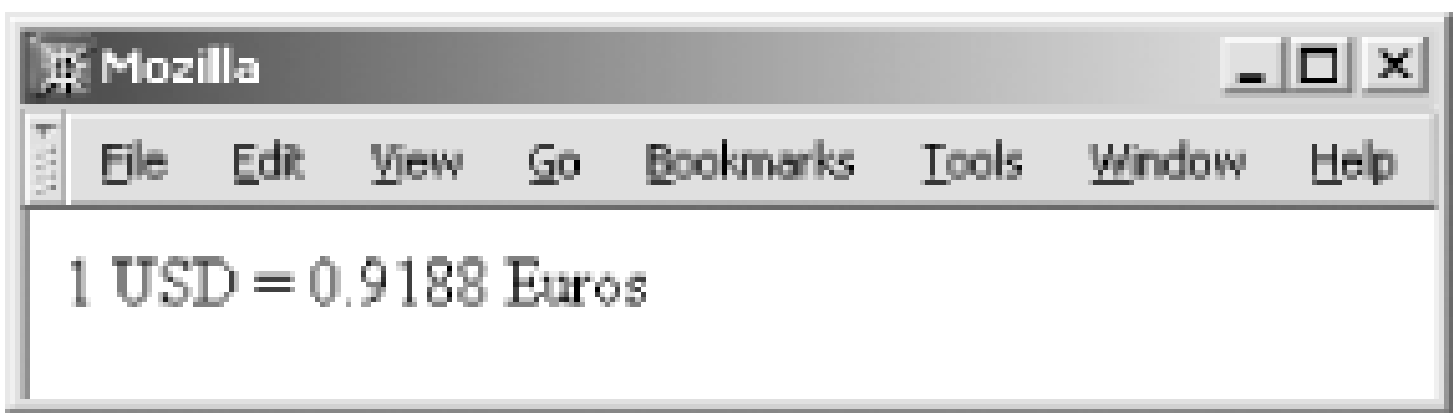 Mozilla
File Edit View Go Bookmarks Tools Window Help
1 USD = 0.9188 Euros